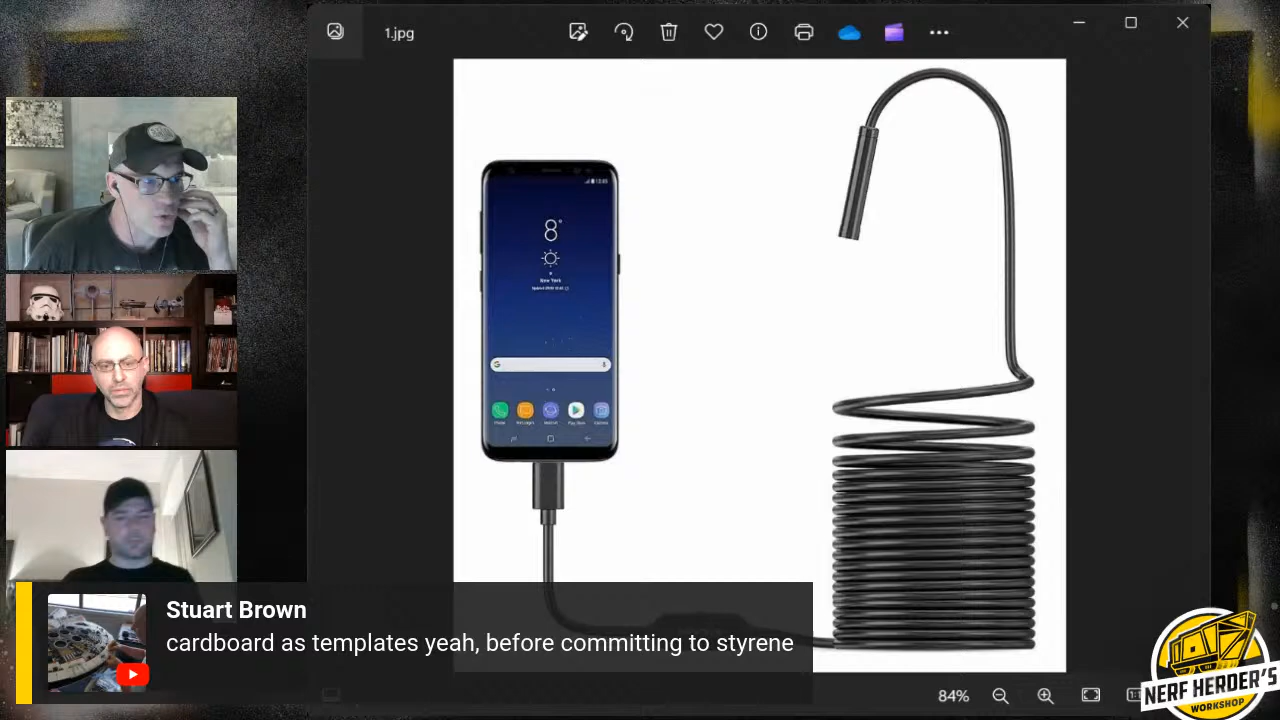 1.jpg
8°
New York
Stuart Brown
cardboard as templates yeah, before committing to styrene
84%
NERF HERDER'S
WORKSHOP